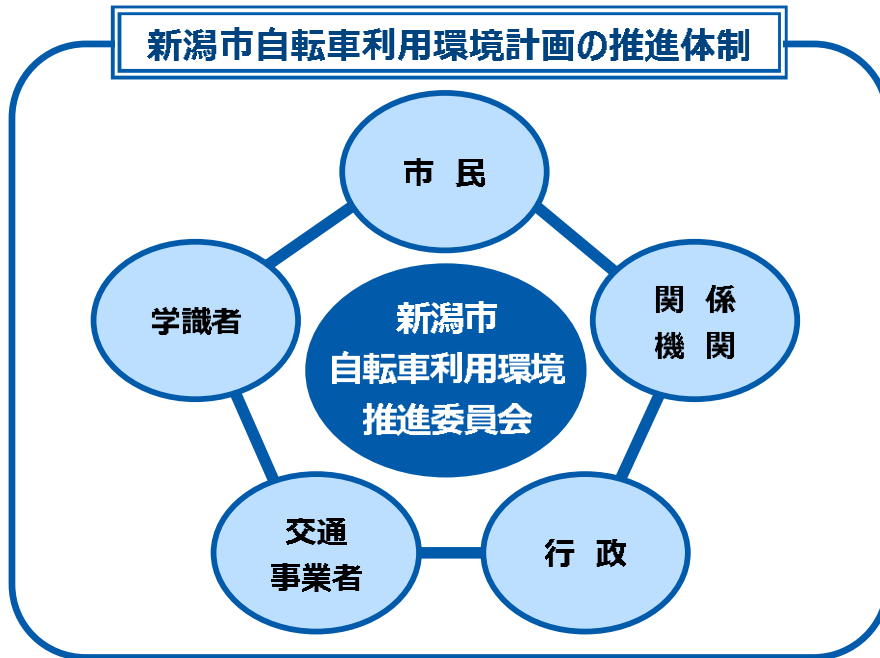 新潟市自転車利用環境計画の推進体制
市 民
学識者
関 係
機 関
新潟市
自転車利用環境
推進委員会
交通
事業者
行 政